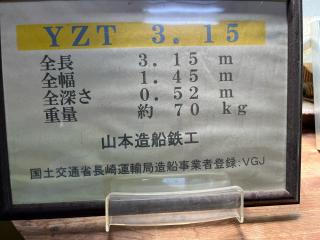 YZT 3.15
全長 3.15 m
全幅 1.45 m
全深さ 0.52 m
重量 約 70 kg
山本造船鉄工
国土交通省長崎運輸局造船事業者登録:VGJ